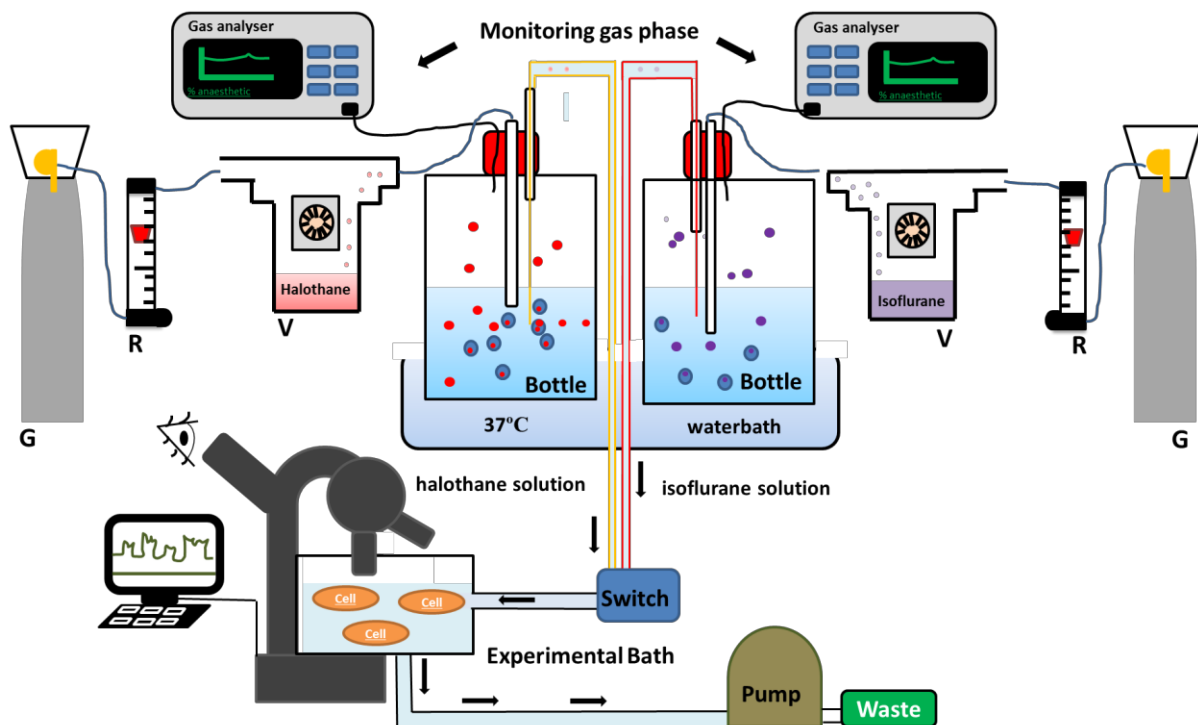 Gas analyser
% anaesthetic
Monitoring gas phase
Gas analyser
% anaesthetic
Halothane
V
R
G
Isoflurane
V
R
G
Bottle
Bottle
37°C
waterbath
halothane solution
isoflurane solution
Switch
Cell
Cell
Cell
Experimental Bath
Pump
Waste